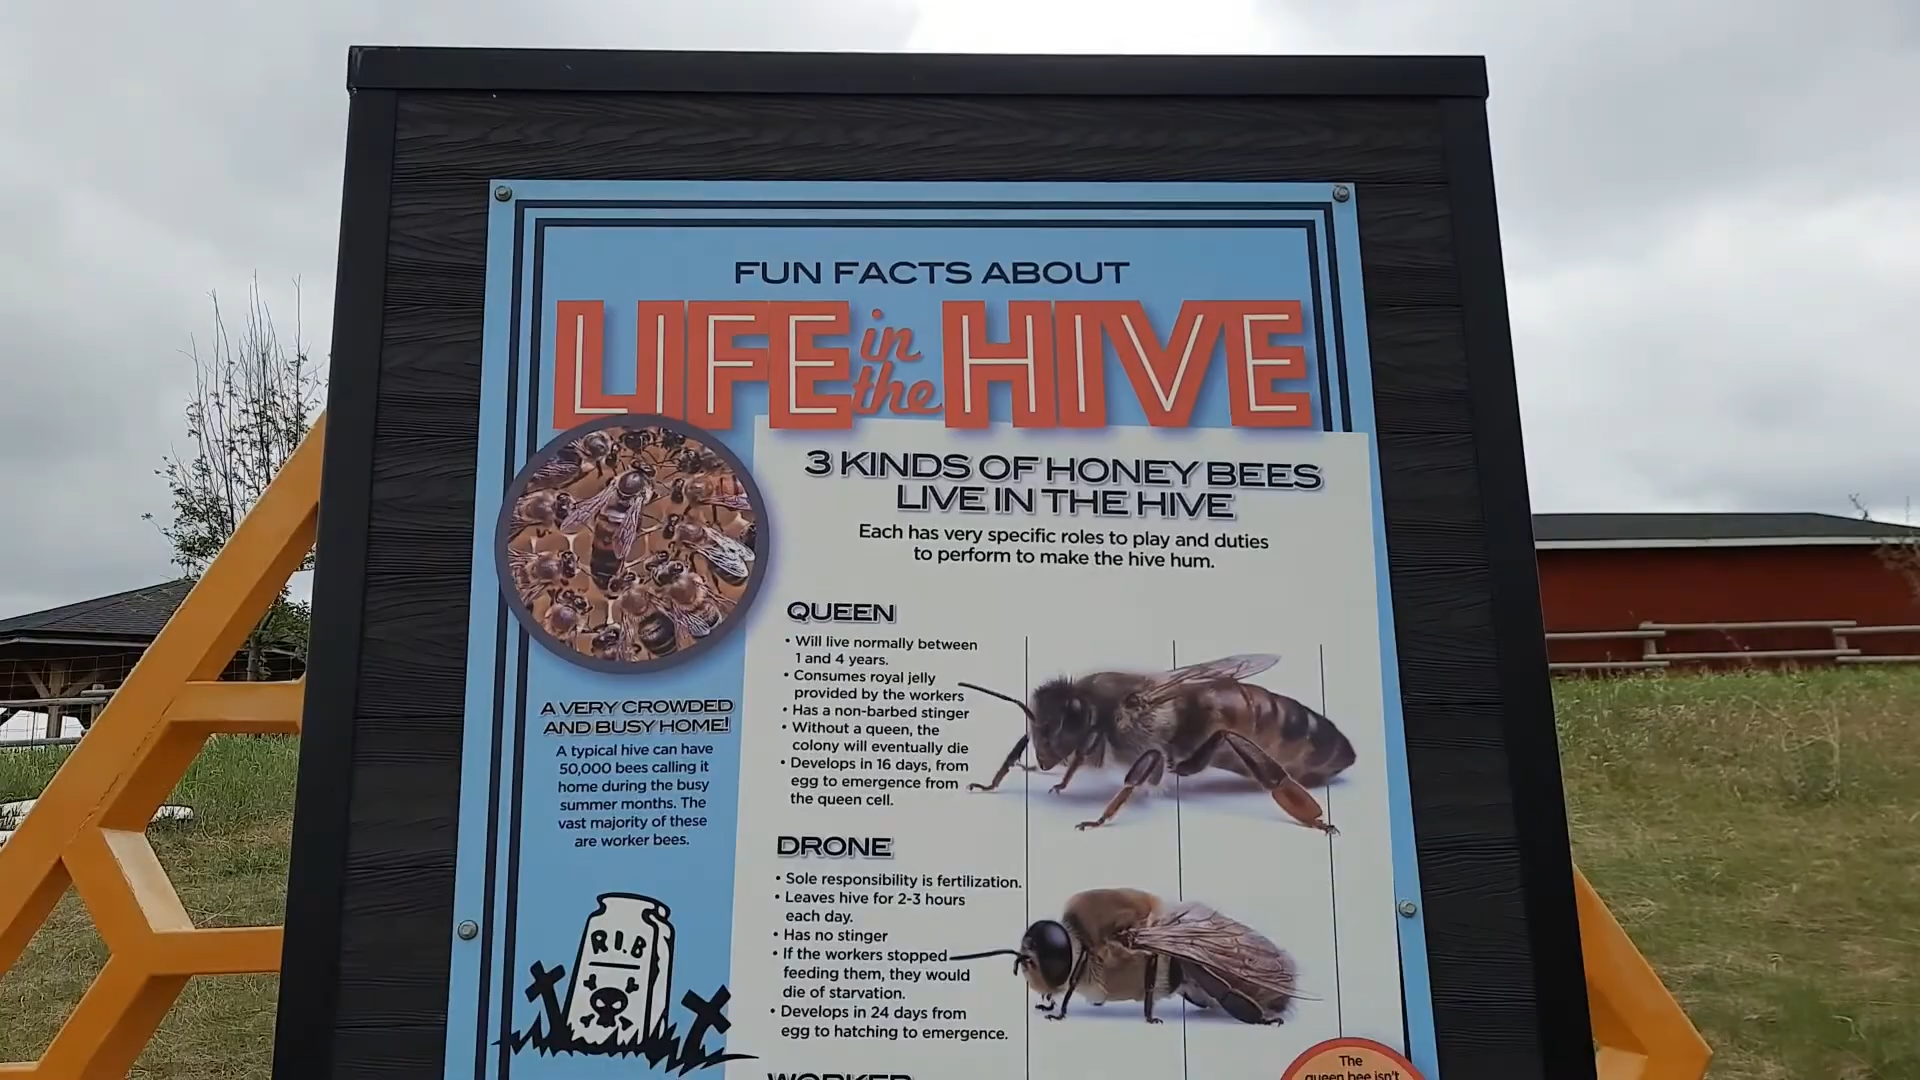 FUN FACTS ABOUT
LIFE in the HIVE
3 KINDS OF HONEY BEES
LIVE IN THE HIVE
Each has very specific roles to play and duties
to perform to make the hive hum.
QUEEN
• Will live normally between
1 and 4 years.
• Consumes royal jelly
provided by the workers
• Has a non-barbed stinger
• Without a queen, the
colony will eventually die
• Develops in 16 days, from
egg to emergence from
the queen cell.
A VERY CROWDED
AND BUSY HOME!
A typical hive can have
50,000 bees calling it
home during the busy
summer months. The
vast majority of these
are worker bees.
R.I.B
DRONE
• Sole responsibility is fertilization.
• Leaves hive for 2-3 hours
each day.
• Has no stinger
• If the workers stopped
feeding them, they would
die of starvation.
• Develops in 24 days from
egg to hatching to emergence.
WORKER
The
queen bee isn't